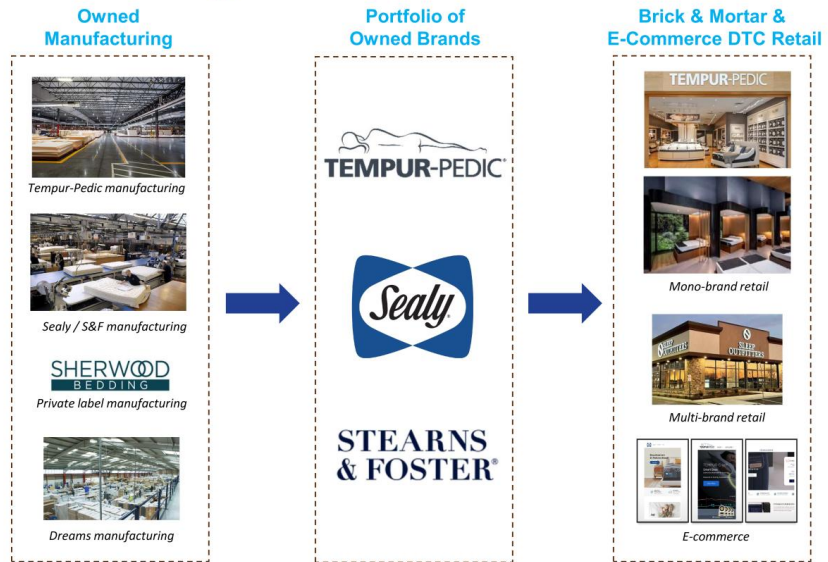 Owned
Manufacturing
Tempur-Pedic manufacturing
Sealy / S&F manufacturing
SHERWOOD
BEDDING
Private label manufacturing
Dreams manufacturing
Portfolio of
Owned Brands
TEMPUR-PEDIC®
Sealy
STEARNS
& FOSTER®
Brick & Mortar &
E-Commerce DTC Retail
TEMPUR-PEDIC
Mono-brand retail
SLEEP
OUTFITTERS
Multi-brand retail
E-commerce